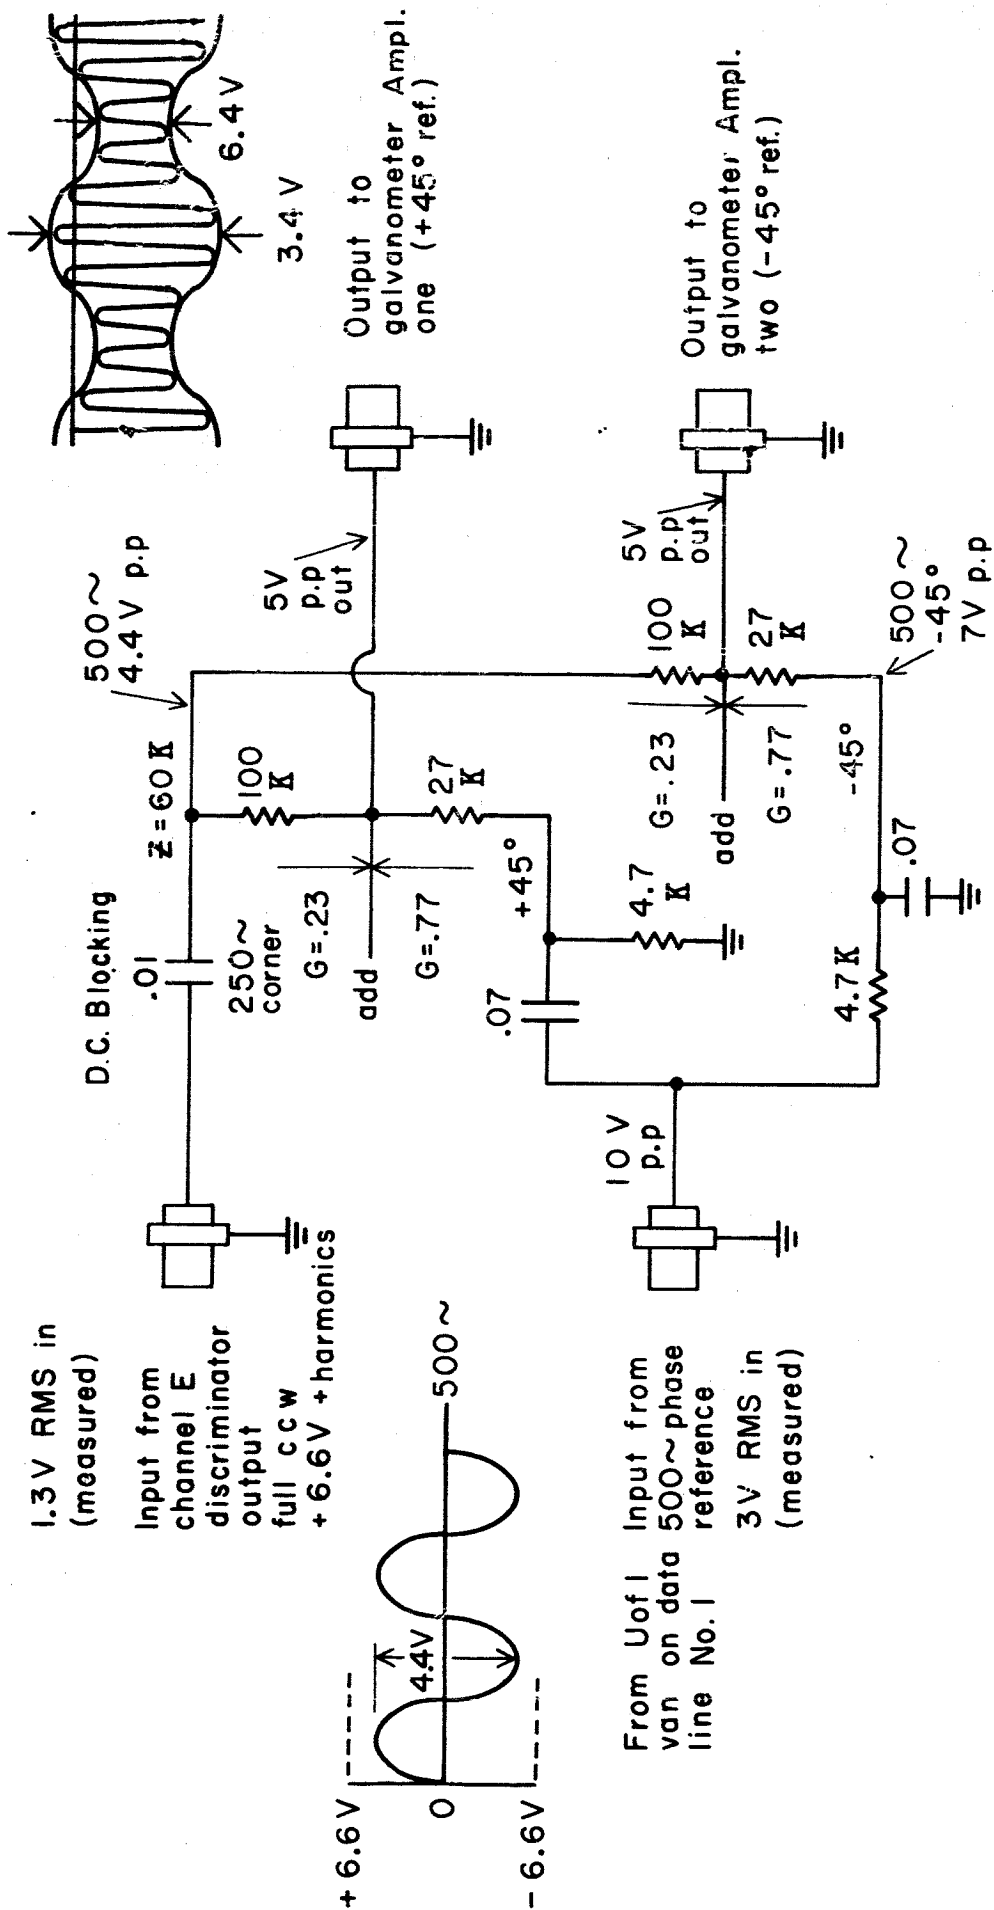 1.3V RMS in
(measured)
Input from
channel E
discriminator
output
full ccw
+ 6.6V + harmonics
D.C. Blocking
.01
250~
corner
Z = 60K
500~
4.4V p.p
100
K
G=.23
add
G=.77
27
K
+45°
5V
p.p
out
3.4 V
6.4 V
Output to
galvanometer Ampl.
one (+45° ref.)
+ 6.6V
0
- 6.6V
4.4V
500~
From U of I
van on data
line No. 1
Input from
500~ phase
reference
3V RMS in
(measured)
10 V
p.p
.07
4.7
K
4.7K
.07
-45°
G=.23
add
G=.77
100
K
27
K
5V
p.p
out
500~
-45°
7V p.p
Output to
galvanometer Ampl.
two (-45° ref.)